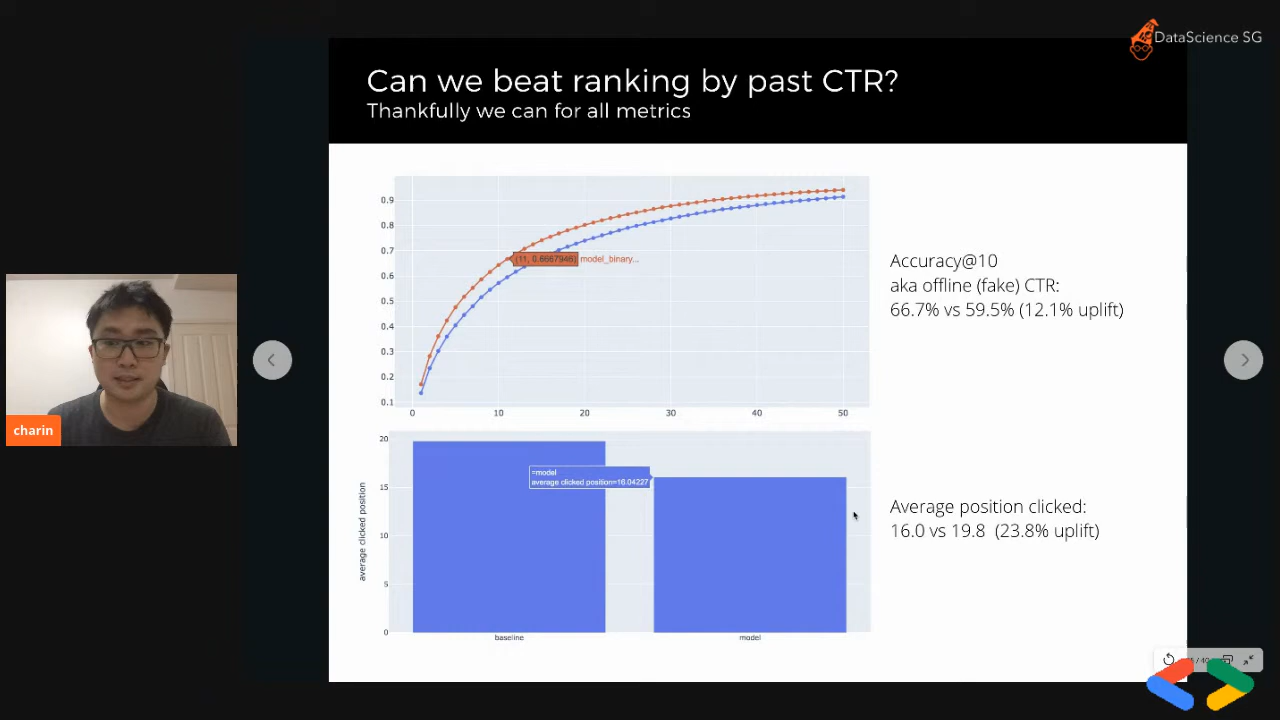 DataScience SG
Can we beat ranking by past CTR?
Thankfully we can for all metrics
0.9
0.8
0.7
0.6
0.5
0.4
0.3
0.2
0.1
(11, 0.6667946) model_binary...
0 10 20 30 40 50
Accuracy@10
aka offline (fake) CTR:
66.7% vs 59.5% (12.1% uplift)
charin
20
15
10
5
0
average clicked position
=model
average clicked position=16.04227
baseline model
Average position clicked:
16.0 vs 19.8 (23.8% uplift)